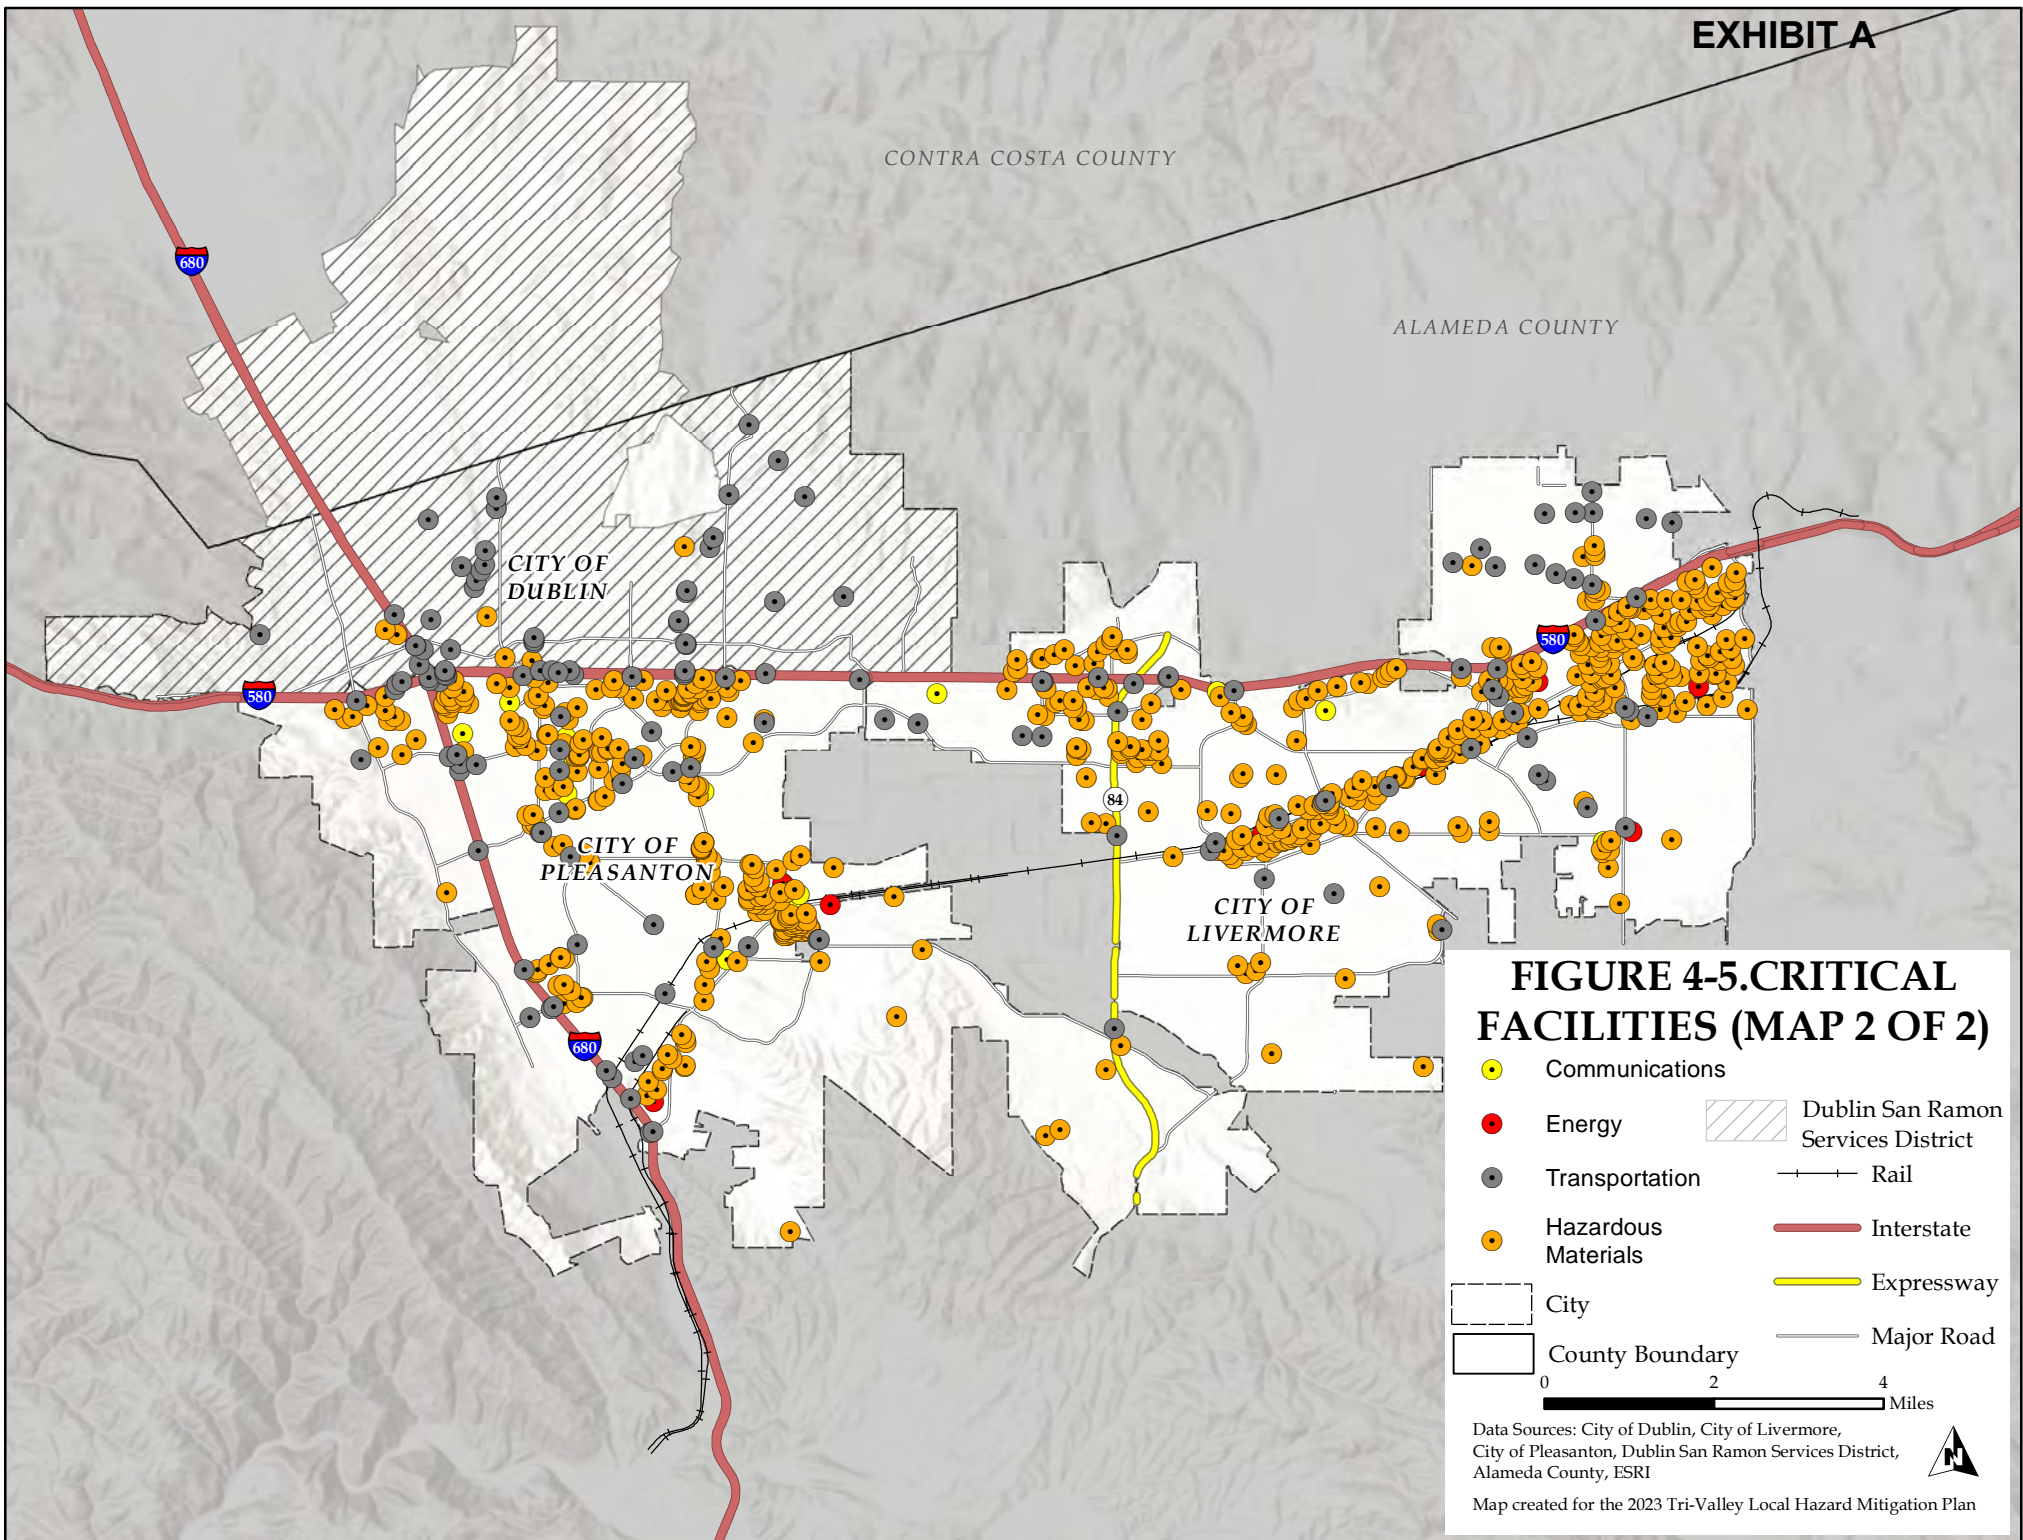 EXHIBIT A
CONTRA COSTA COUNTY
ALAMEDA COUNTY
680
CITY OF
DUBLIN
580
580
84
CITY OF
PLEASANTON
CITY OF
LIVERMORE
680
FIGURE 4-5.CRITICAL
FACILITIES (MAP 2 OF 2)
Communications
Energy
Transportation
Hazardous
Materials
City
County Boundary
Dublin San Ramon
Services District
Rail
Interstate
Expressway
Major Road
0 2 4
Miles
Data Sources: City of Dublin, City of Livermore,
City of Pleasanton, Dublin San Ramon Services District,
Alameda County, ESRI
N
Map created for the 2023 Tri-Valley Local Hazard Mitigation Plan